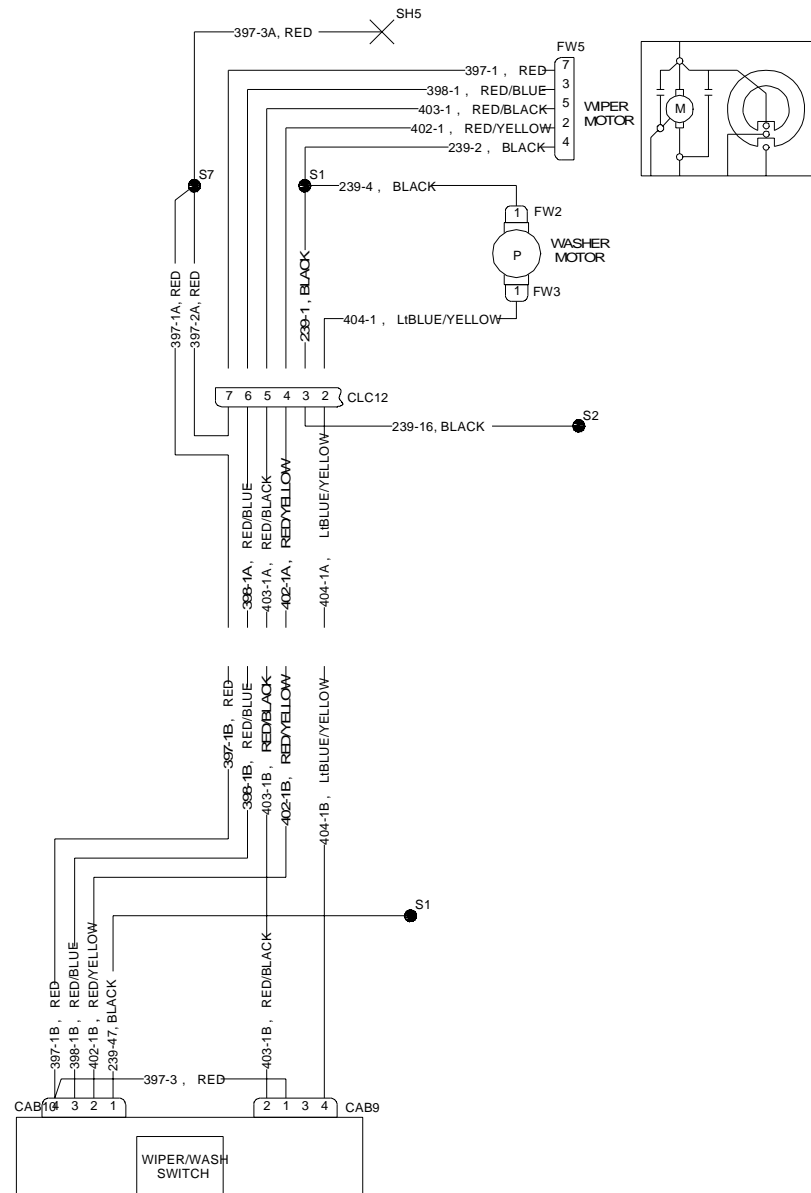 SH5
397-3A, RED
FW5
397-1 , RED 7
398-1 , RED/BLUE 3
403-1 , RED/BLACK 5
402-1 , RED/YELLOW 2
239-2 , BLACK 4
WIPER
MOTOR
M
S7
S1
239-4 , BLACK
1 FW2
WASHER
MOTOR
P
1 FW3
397-1A, RED
397-2A, RED
239-1 , BLACK
404-1 , LtBLUE/YELLOW
7 6 5 4 3 2 CLC12
239-16, BLACK
S2
398-1A , RED/BLUE
403-1A , RED/BLACK
402-1A , RED/YELLOW
404-1A , LtBLUE/YELLOW
397-1B , RED
398-1B , RED/BLUE
403-1B , RED/BLACK
402-1B , RED/YELLOW
404-1B , LtBLUE/YELLOW
S1
397-1B , RED
398-1B , RED/BLUE
402-1B , RED/YELLOW
239-47, BLACK
403-1B , RED/BLACK
397-3 , RED
CAB10 4 3 2 1
2 1 3 4 CAB9
WIPER/WASH
SWITCH